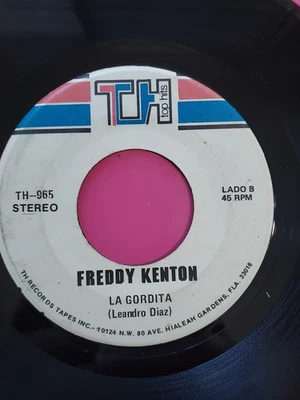 TH
top hits
TH-965
STEREO
LADO B
45 RPM
FREDDY KENTON
LA GORDITA
(Leandro Diaz)
TH RECORDS TAPES INC. - 10124 N.W. 80 AVE. HIALEAH GARDENS, FLA. 33016